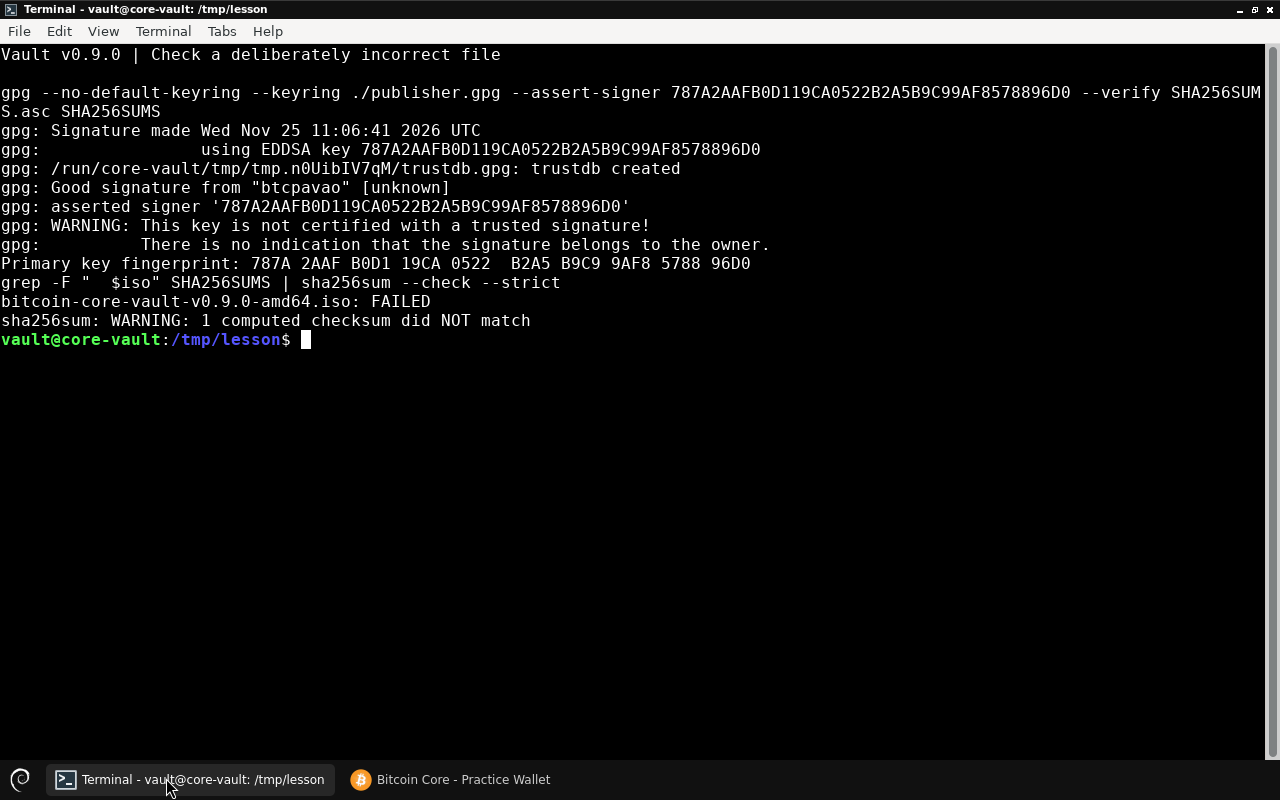 Terminal - vault@core-vault: /tmp/lesson
File Edit View Terminal Tabs Help
Vault v0.9.0 | Check a deliberately incorrect file
gpg --no-default-keyring --keyring ./publisher.gpg --assert-signer 787A2AAFB0D119CA0522B2A5B9C99AF8578896D0 --verify SHA256SUM
S.asc SHA256SUMS
gpg: Signature made Wed Nov 25 11:06:41 2026 UTC
gpg:                using EDDSA key 787A2AAFB0D119CA0522B2A5B9C99AF8578896D0
gpg: /run/core-vault/tmp/tmp.n0UibIV7qM/trustdb.gpg: trustdb created
gpg: Good signature from "btcpavao" [unknown]
gpg: asserted signer '787A2AAFB0D119CA0522B2A5B9C99AF8578896D0'
gpg: WARNING: This key is not certified with a trusted signature!
gpg:          There is no indication that the signature belongs to the owner.
Primary key fingerprint: 787A 2AAF B0D1 19CA 0522  B2A5 B9C9 9AF8 5788 96D0
grep -F "  $iso" SHA256SUMS | sha256sum --check --strict
bitcoin-core-vault-v0.9.0-amd64.iso: FAILED
sha256sum: WARNING: 1 computed checksum did NOT match
vault@core-vault:/tmp/lesson$
Terminal - vault@core-vault: /tmp/lesson
Bitcoin Core - Practice Wallet